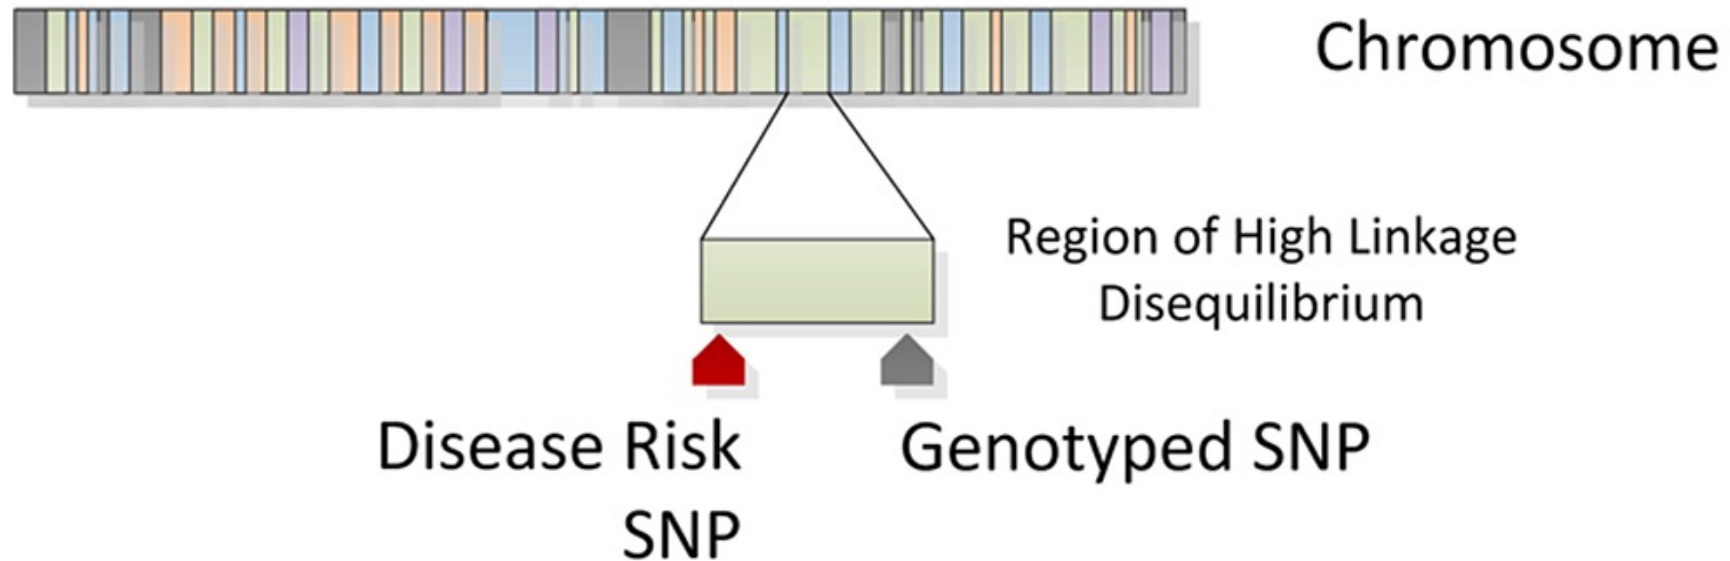 Chromosome
Region of High Linkage
Disequilibrium
Disease Risk
SNP
Genotyped SNP